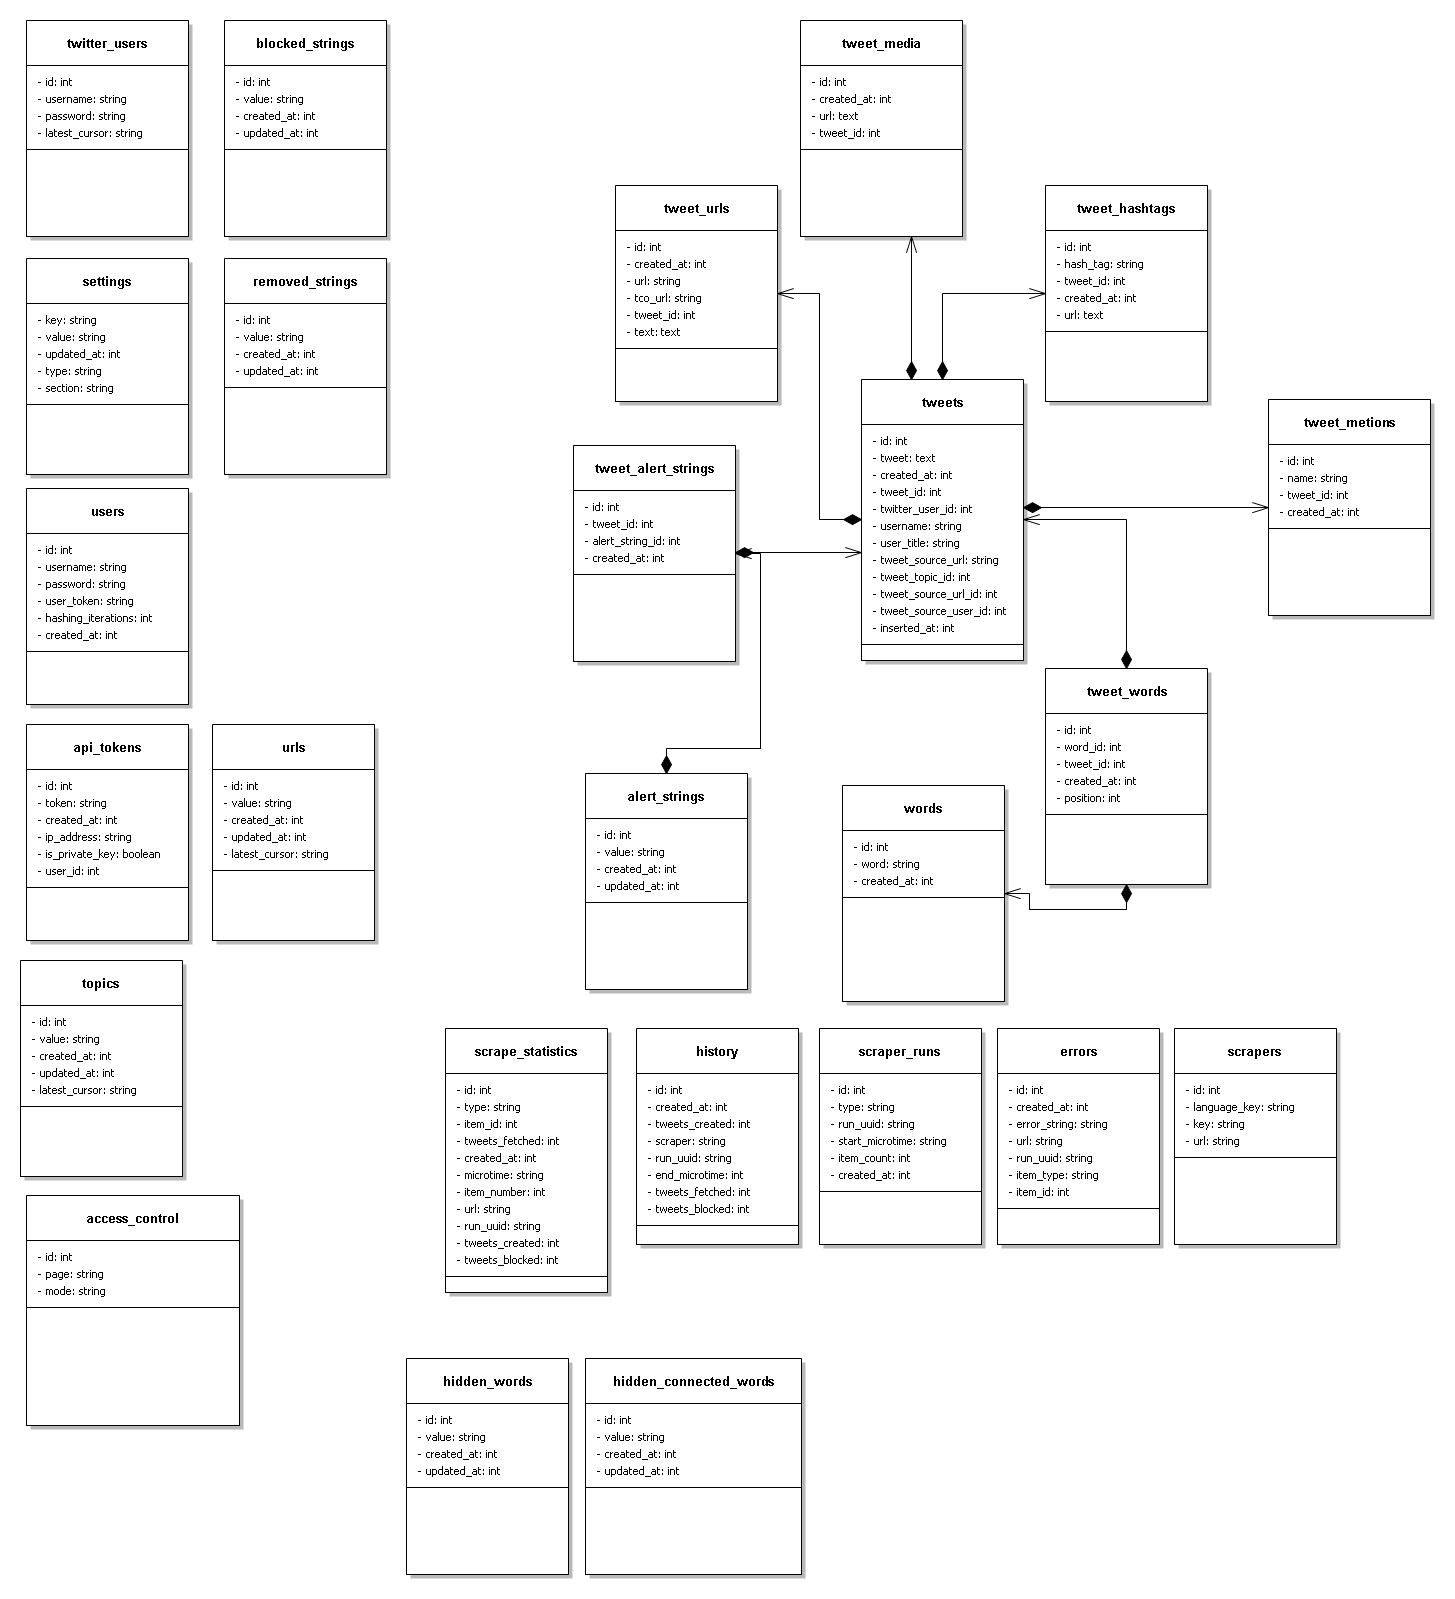 twitter_users
- id: int
- username: string
- password: string
- latest_cursor: string
blocked_strings
- id: int
- value: string
- created_at: int
- updated_at: int
tweet_media
- id: int
- created_at: int
- url: text
- tweet_id: int
tweet_urls
- id: int
- created_at: int
- url: string
- tco_url: string
- tweet_id: int
- text: text
tweet_hashtags
- id: int
- hash_tag: string
- tweet_id: int
- created_at: int
- url: text
settings
- key: string
- value: string
- updated_at: int
- type: string
- section: string
removed_strings
- id: int
- value: string
- created_at: int
- updated_at: int
tweets
- id: int
- tweet: text
- created_at: int
- tweet_id: int
- twitter_user_id: int
- username: string
- user_title: string
- tweet_source_url: string
- tweet_topic_id: int
- tweet_source_url_id: int
- tweet_source_user_id: int
- inserted_at: int
tweet_metions
- id: int
- name: string
- tweet_id: int
- created_at: int
tweet_alert_strings
- id: int
- tweet_id: int
- alert_string_id: int
- created_at: int
users
- id: int
- username: string
- password: string
- user_token: string
- hashing_iterations: int
- created_at: int
tweet_words
- id: int
- word_id: int
- tweet_id: int
- created_at: int
- position: int
api_tokens
- id: int
- token: string
- created_at: int
- ip_address: string
- is_private_key: boolean
- user_id: int
urls
- id: int
- value: string
- created_at: int
- updated_at: int
- latest_cursor: string
alert_strings
- id: int
- value: string
- created_at: int
- updated_at: int
words
- id: int
- word: string
- created_at: int
topics
- id: int
- value: string
- created_at: int
- updated_at: int
- latest_cursor: string
scrape_statistics
- id: int
- type: string
- item_id: int
- tweets_fetched: int
- created_at: int
- microtime: string
- item_number: int
- url: string
- run_uuid: string
- tweets_created: int
- tweets_blocked: int
history
- id: int
- created_at: int
- tweets_created: int
- scraper: string
- run_uuid: string
- end_microtime: int
- tweets_fetched: int
- tweets_blocked: int
scraper_runs
- id: int
- type: string
- run_uuid: string
- start_microtime: string
- item_count: int
- created_at: int
errors
- id: int
- created_at: int
- error_string: string
- url: string
- run_uuid: string
- item_type: string
- item_id: int
scrapers
- id: int
- language_key: string
- key: string
- url: string
access_control
- id: int
- page: string
- mode: string
hidden_words
- id: int
- value: string
- created_at: int
- updated_at: int
hidden_connected_words
- id: int
- value: string
- created_at: int
- updated_at: int